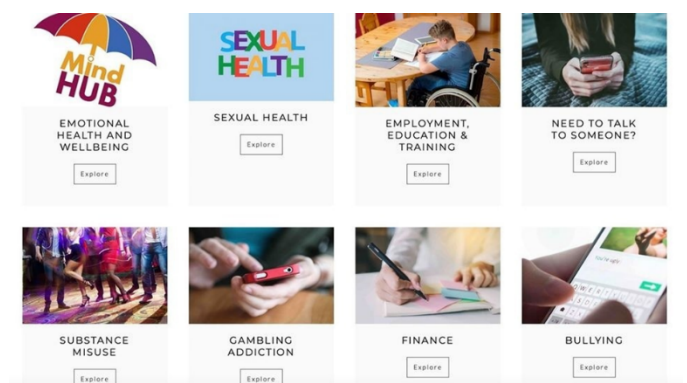 Mind
HUB
SEXUAL
HEALTH
EMOTIONAL
HEALTH AND
WELLBEING
Explore
SEXUAL HEALTH
Explore
EMPLOYMENT,
EDUCATION &
TRAINING
Explore
NEED TO TALK
TO SOMEONE?
Explore
SUBSTANCE
MISUSE
Explore
GAMBLING
ADDICTION
Explore
FINANCE
Explore
BULLYING
Explore